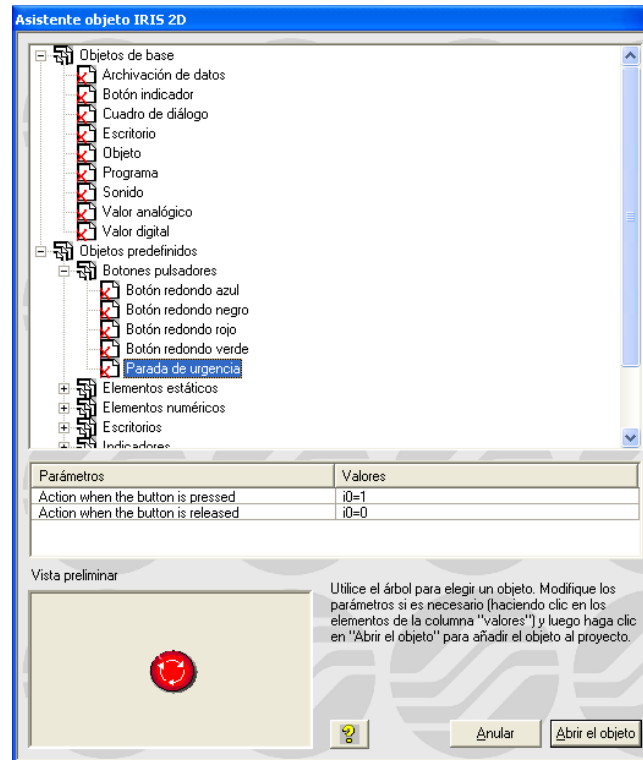 Asistente objeto IRIS 2D
Objetos de base
Archivación de datos
Botón indicador
Cuadro de diálogo
Escritorio
Objeto
Programa
Sonido
Valor analógico
Valor digital
Objetos predefinidos
Botones pulsadores
Botón redondo azul
Botón redondo negro
Botón redondo rojo
Botón redondo verde
Parada de urgencia
Elementos estáticos
Elementos numéricos
Escritorios
Indicadores
Parámetros Valores
Action when the button is pressed i0=1
Action when the button is released i0=0
Vista preliminar
Utilice el árbol para elegir un objeto. Modifique los
parámetros si es necesario (haciendo clic en los
elementos de la columna "valores") y luego haga clic
en "Abrir el objeto" para añadir el objeto al proyecto.
Anular Abrir el objeto